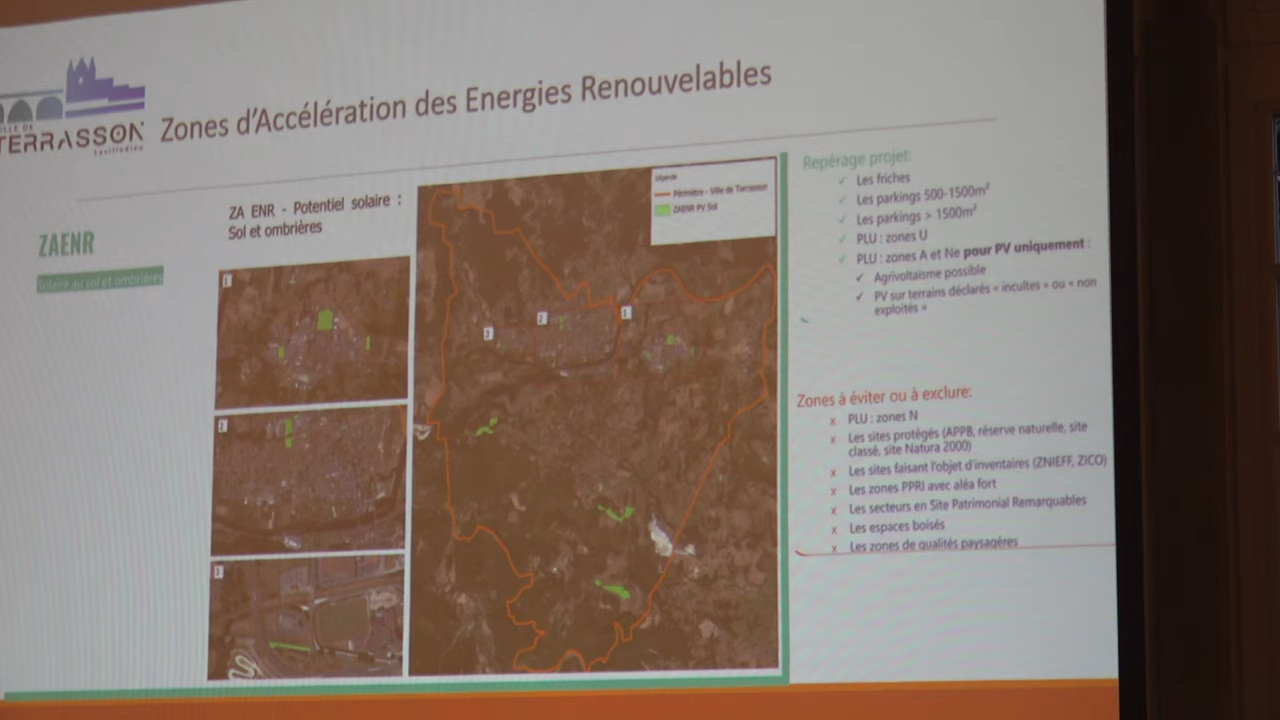 VILLE DE
TERRASSON
Lavilledieu
Zones d'Accélération des Energies Renouvelables
ZAENR
Solaire au sol et ombrières
ZA ENR - Potentiel solaire :
Sol et ombrières
1
2
3
Légende
Périmètre - Ville de Terrasson
ZAENR PV Sol
3
2
1
Repérage projet:
✓ Les friches
✓ Les parkings 500-1500m²
✓ Les parkings > 1500m²
✓ PLU : zones U
✓ PLU : zones A et Ne pour PV uniquement :
✓ Agrivoltaïsme possible
✓ PV sur terrains déclarés « incultes » ou « non
exploités »
Zones à éviter ou à exclure:
x PLU : zones N
x Les sites protégés (APPB, réserve naturelle, site
classé, site Natura 2000)
x Les sites faisant l'objet d'inventaires (ZNIEFF, ZICO)
x Les zones PPRI avec aléa fort
x Les secteurs en Site Patrimonial Remarquables
x Les espaces boisés
x Les zones de qualités paysagères